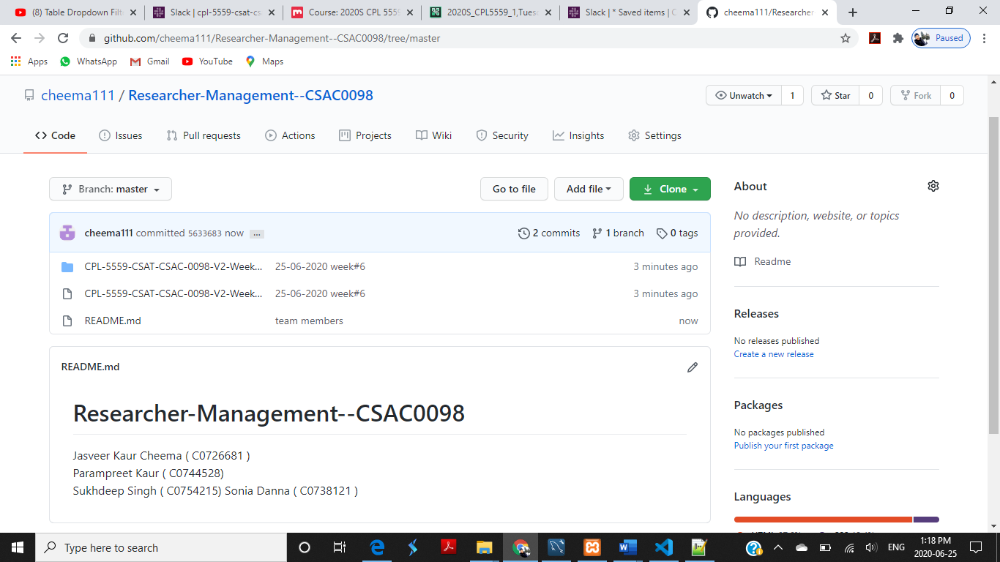 (8) Table Dropdown Filt
Slack | cpl-5559-csat-cs
Course: 2020S CPL 5559
2020S_CPL5559_1,Tues
Slack | * Saved items | C
cheema111/Researcher
github.com/cheema111/Researcher-Management--CSAC0098/tree/master
Paused
Apps
WhatsApp
Gmail
YouTube
Maps
cheema111 / Researcher-Management--CSAC0098
Unwatch 1
Star 0
Fork 0
Code
Issues
Pull requests
Actions
Projects
Wiki
Security
Insights
Settings
Branch: master
Go to file
Add file
Clone
cheema111 committed 5633683 now ...
2 commits
1 branch
0 tags
CPL-5559-CSAT-CSAC-0098-V2-Week... 25-06-2020 week#6 3 minutes ago
CPL-5559-CSAT-CSAC-0098-V2-Week... 25-06-2020 week#6 3 minutes ago
README.md team members now
README.md
Researcher-Management--CSAC0098
Jasveer Kaur Cheema ( C0726681 )
Parampreet Kaur ( C0744528)
Sukhdeep Singh ( C0754215) Sonia Danna ( C0738121 )
About
No description, website, or topics
provided.
Readme
Releases
No releases published
Create a new release
Packages
No packages published
Publish your first package
Languages
Type here to search
ENG
1:18 PM
2020-06-25